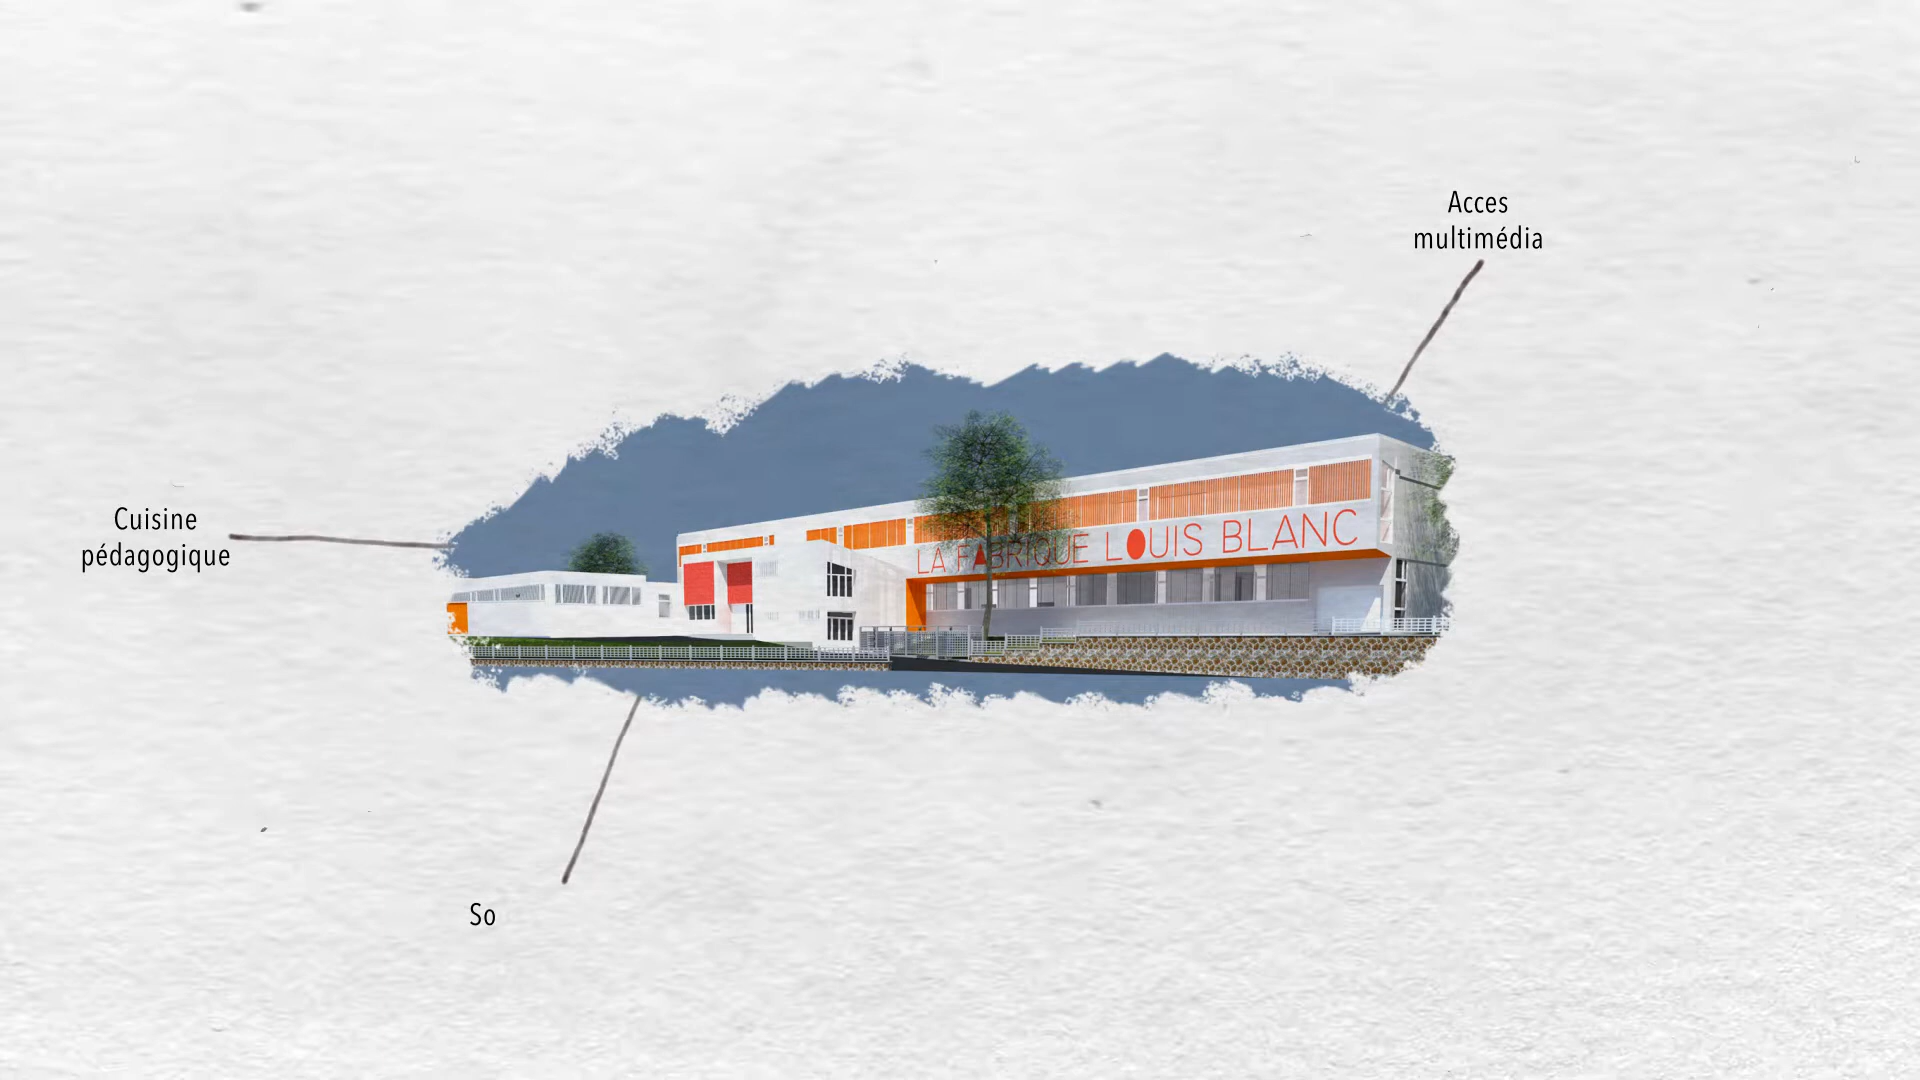 Acces
multimédia
Cuisine
pédagogique
LA FABRIQUE LOUIS BLANC
So